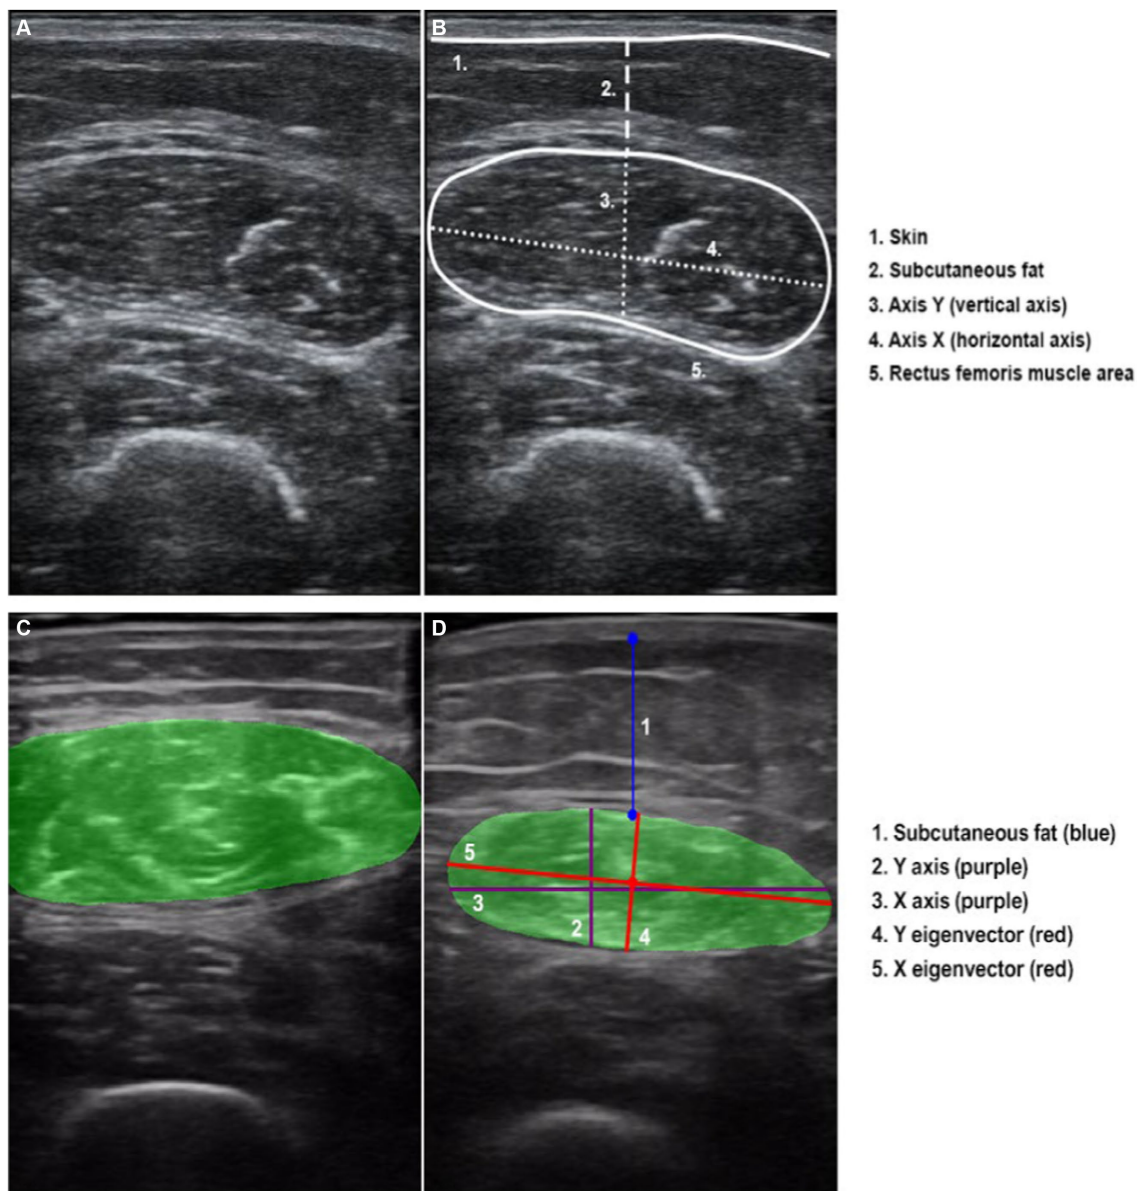 A
B
1.
2.
3.
4.
5.
1. Skin
2. Subcutaneous fat
3. Axis Y (vertical axis)
4. Axis X (horizontal axis)
5. Rectus femoris muscle area
C
D
1
5
3
2
4
1. Subcutaneous fat (blue)
2. Y axis (purple)
3. X axis (purple)
4. Y eigenvector (red)
5. X eigenvector (red)